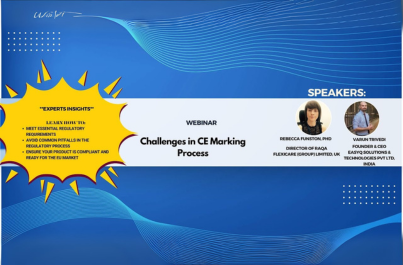 "EXPERTS INSIGHTS"
LEARN HOW TO:
MEET ESSENTIAL REGULATORY
REQUIREMENTS
AVOID COMMON PITFALLS IN THE
REGULATORY PROCESS
ENSURE YOUR PRODUCT IS COMPLIANT AND
READY FOR THE EU MARKET
WEBINAR
Challenges in CE Marking
Process
SPEAKERS:
REBECCA FUNSTON, PHD
DIRECTOR OF RAQA
FLEXICARE (GROUP) LIMITED, UK
VARUN TRIVEDI
FOUNDER & CEO
EASYQ SOLUTIONS &
TECHNOLOGIES PVT LTD.
INDIA